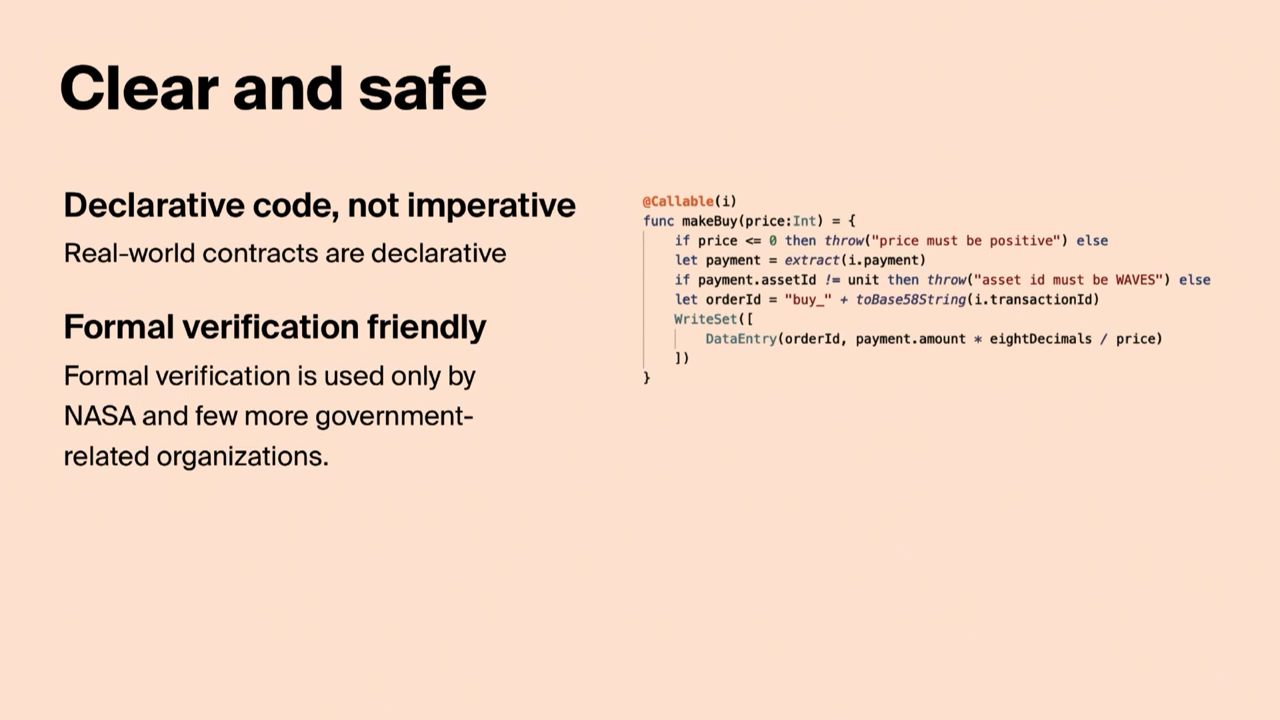 Clear and safe
Declarative code, not imperative
Real-world contracts are declarative
Formal verification friendly
Formal verification is used only by
NASA and few more government-
related organizations.
@Callable(i)
func makeBuy(price:Int) = {
if price <= 0 then throw("price must be positive") else
let payment = extract(i.payment)
if payment.assetId != unit then throw("asset id must be WAVES") else
let orderId = "buy_" + toBase58String(i.transactionId)
WriteSet([
DataEntry(orderId, payment.amount * eightDecimals / price)
])
}